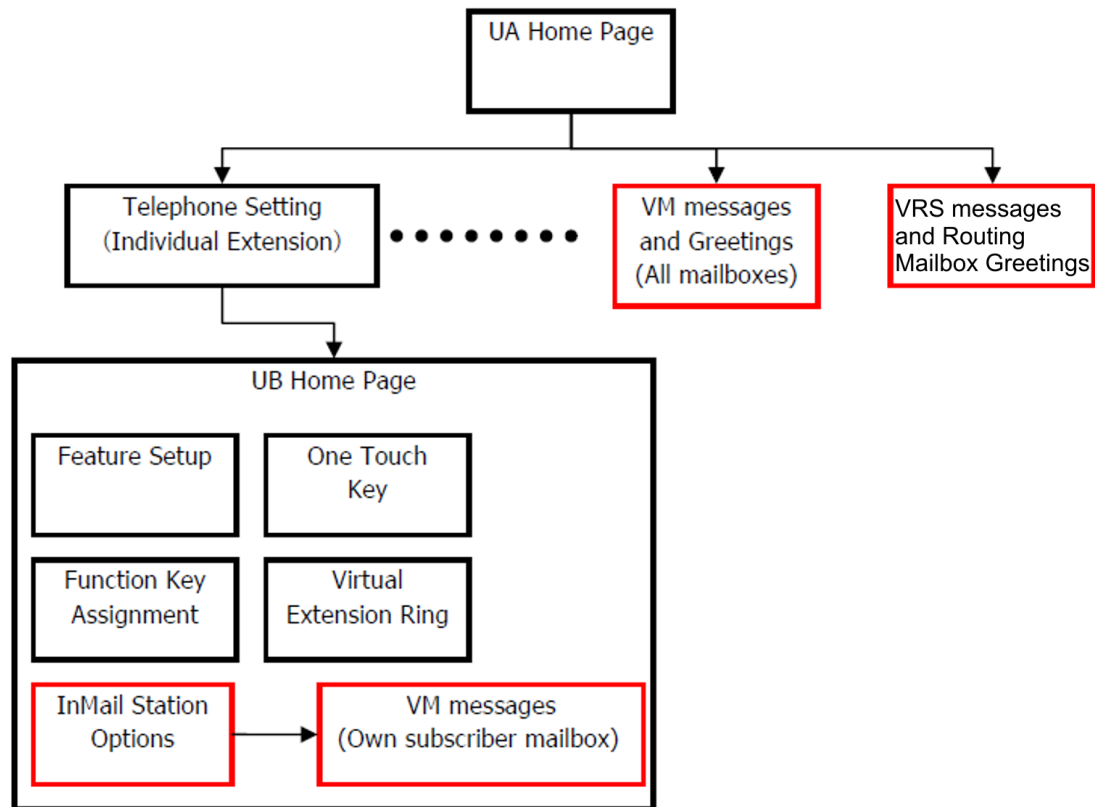 UA Home Page
Telephone Setting
(Individual Extension)
VM messages
and Greetings
(All mailboxes)
VRS messages
and Routing
Mailbox Greetings
UB Home Page
Feature Setup
One Touch
Key
Function Key
Assignment
Virtual
Extension Ring
InMail Station
Options
VM messages
(Own subscriber mailbox)